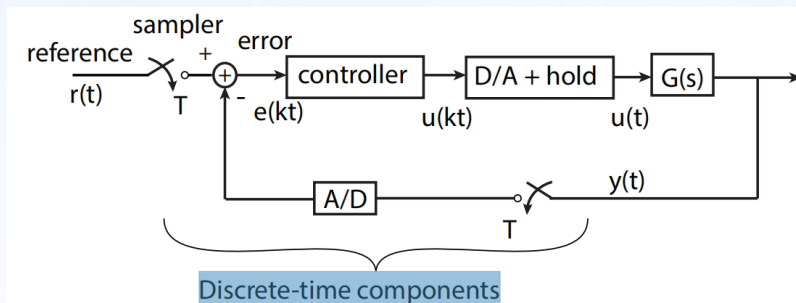 sampler
reference
+
error
+
controller
D/A + hold
G(s)
r(t)
T
-
e(kt)
u(kt)
u(t)
A/D
y(t)
T
Discrete-time components